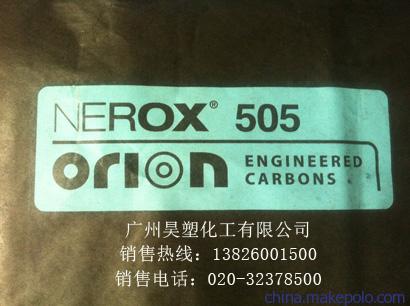 NEROX® 505
orion ENGINEERED
CARBONS
广州昊塑化工有限公司
销售热线：13826001500
销售电话：020-32378500
china.makepolo.com